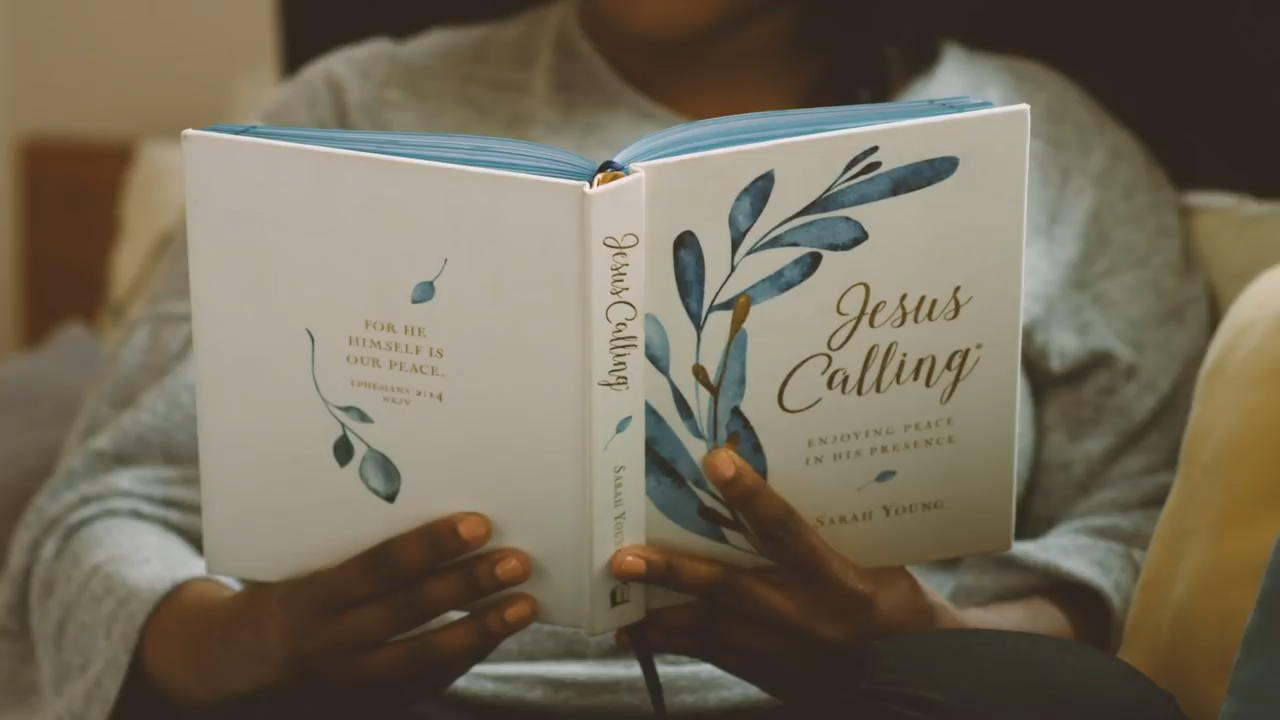 FOR HE
HIMSELF IS
OUR PEACE.
EPHESIANS 2:14
NKJV
Jesus Calling
SARAH YOUNG
Jesus
Calling®
ENJOYING PEACE
IN HIS PRESENCE
SARAH YOUNG